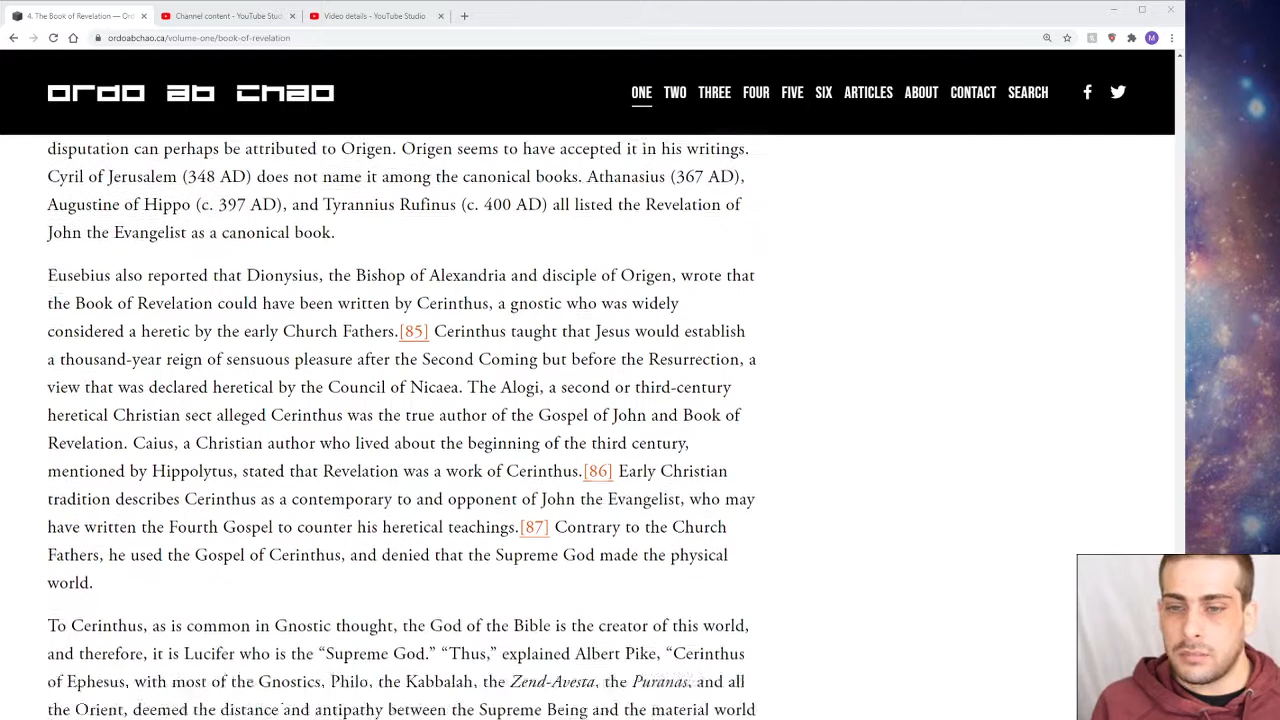 4. The Book of Revelation — Ord
Channel content - YouTube Stud
Video details - YouTube Studio
ordoabchao.ca/volume-one/book-of-revelation
M
ordo ab chao
ONE TWO THREE FOUR FIVE SIX ARTICLES ABOUT CONTACT SEARCH
disputation can perhaps be attributed to Origen. Origen seems to have accepted it in his writings.
Cyril of Jerusalem (348 AD) does not name it among the canonical books. Athanasius (367 AD),
Augustine of Hippo (c. 397 AD), and Tyrannius Rufinus (c. 400 AD) all listed the Revelation of
John the Evangelist as a canonical book.
Eusebius also reported that Dionysius, the Bishop of Alexandria and disciple of Origen, wrote that
the Book of Revelation could have been written by Cerinthus, a gnostic who was widely
considered a heretic by the early Church Fathers.[85] Cerinthus taught that Jesus would establish
a thousand-year reign of sensuous pleasure after the Second Coming but before the Resurrection, a
view that was declared heretical by the Council of Nicaea. The Alogi, a second or third-century
heretical Christian sect alleged Cerinthus was the true author of the Gospel of John and Book of
Revelation. Caius, a Christian author who lived about the beginning of the third century,
mentioned by Hippolytus, stated that Revelation was a work of Cerinthus.[86] Early Christian
tradition describes Cerinthus as a contemporary to and opponent of John the Evangelist, who may
have written the Fourth Gospel to counter his heretical teachings.[87] Contrary to the Church
Fathers, he used the Gospel of Cerinthus, and denied that the Supreme God made the physical
world.
To Cerinthus, as is common in Gnostic thought, the God of the Bible is the creator of this world,
and therefore, it is Lucifer who is the “Supreme God.” “Thus,” explained Albert Pike, “Cerinthus
of Ephesus, with most of the Gnostics, Philo, the Kabbalah, the Zend-Avesta, the Puranas, and all
the Orient, deemed the distance and antipathy between the Supreme Being and the material world